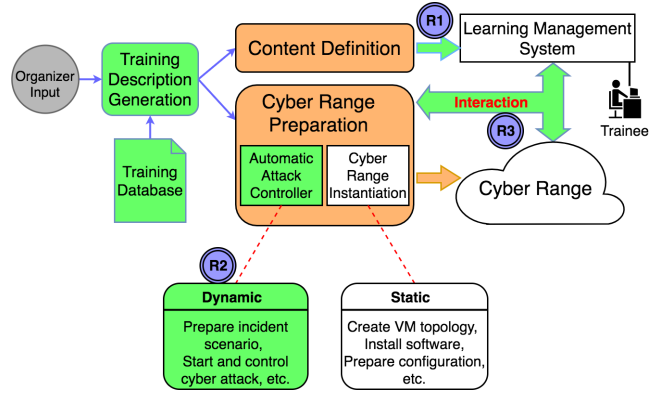 R1
Learning Management
System
Training
Description
Generation
Content Definition
Organizer
Input
Cyber Range
Preparation
Interaction
R3
Trainee
Automatic
Attack
Controller
Cyber
Range
Instantiation
Training
Database
Cyber Range
R2
Dynamic
Prepare incident
scenario,
Start and control
cyber attack, etc.
Static
Create VM topology,
Install software,
Prepare configuration,
etc.